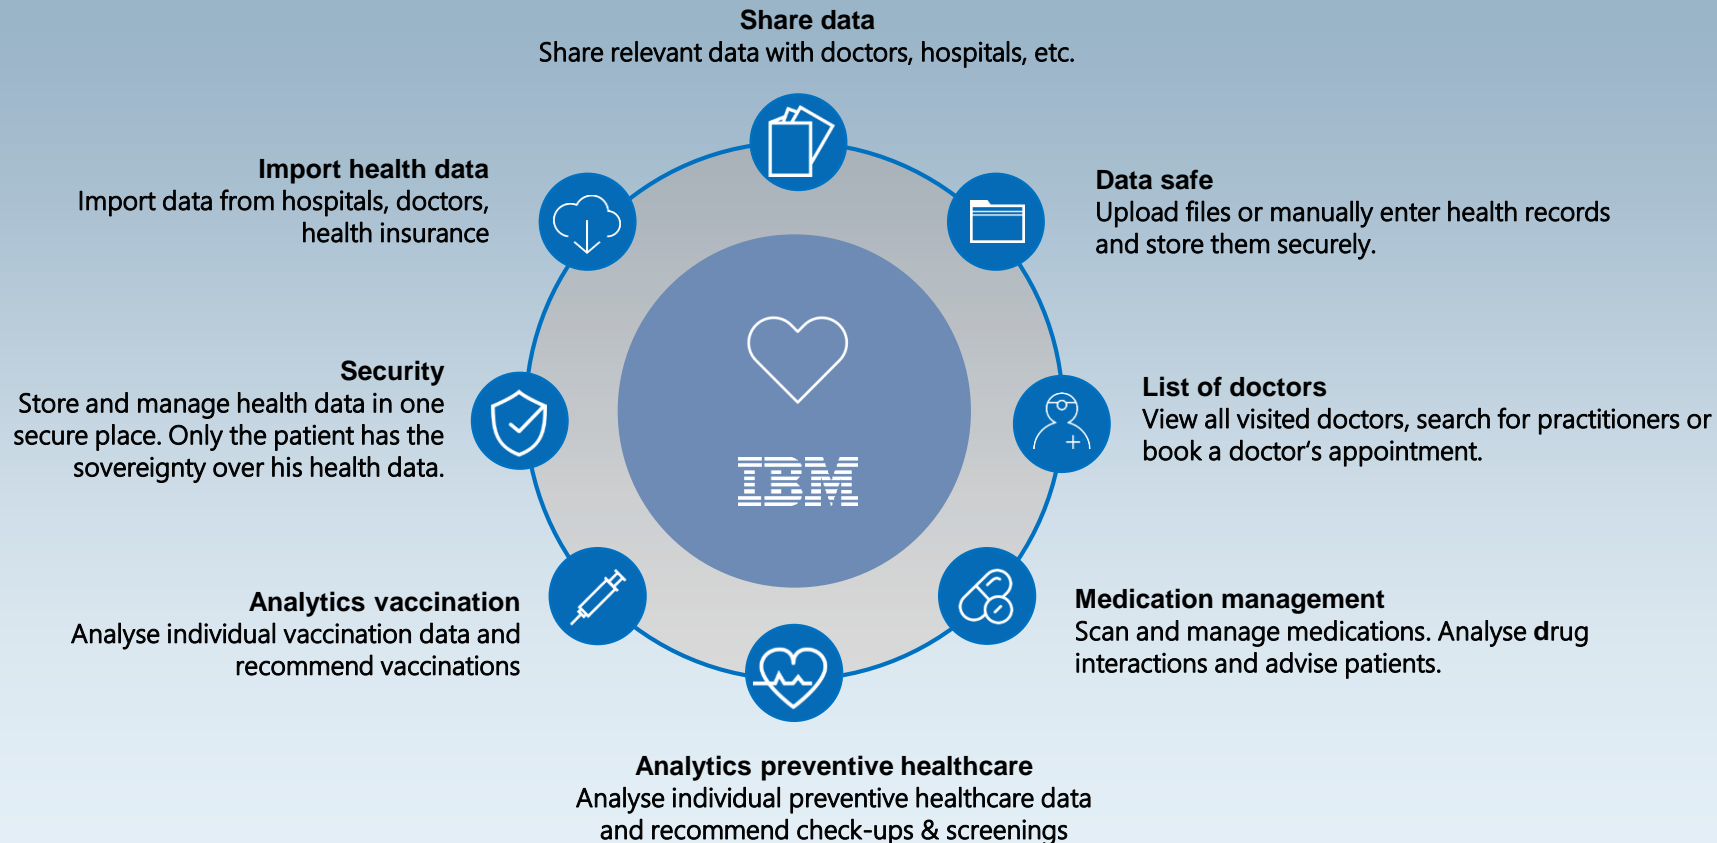 Share data
Share relevant data with doctors, hospitals, etc.
Import health data
Import data from hospitals, doctors,
health insurance
Data safe
Upload files or manually enter health records
and store them securely.
Security
Store and manage health data in one
secure place. Only the patient has the
sovereignty over his health data.
List of doctors
View all visited doctors, search for practitioners or
book a doctor‘s appointment.
IBM
Analytics vaccination
Analyse individual vaccination data and
recommend vaccinations
Medication management
Scan and manage medications. Analyse drug
interactions and advise patients.
Analytics preventive healthcare
Analyse individual preventive healthcare data
and recommend check-ups & screenings